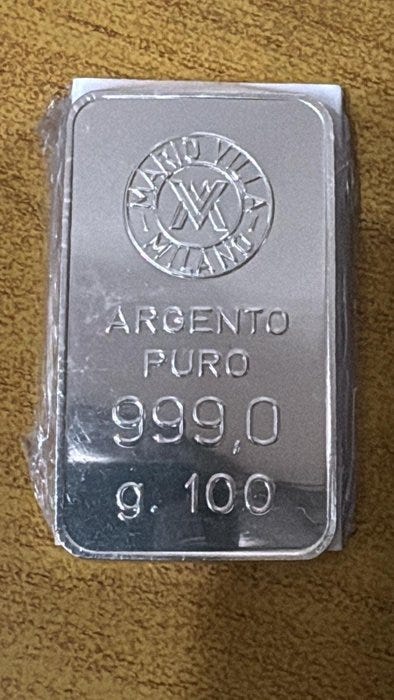 MARIO VILLA
MILANO
ARGENTO
PURO
999,0
g. 100